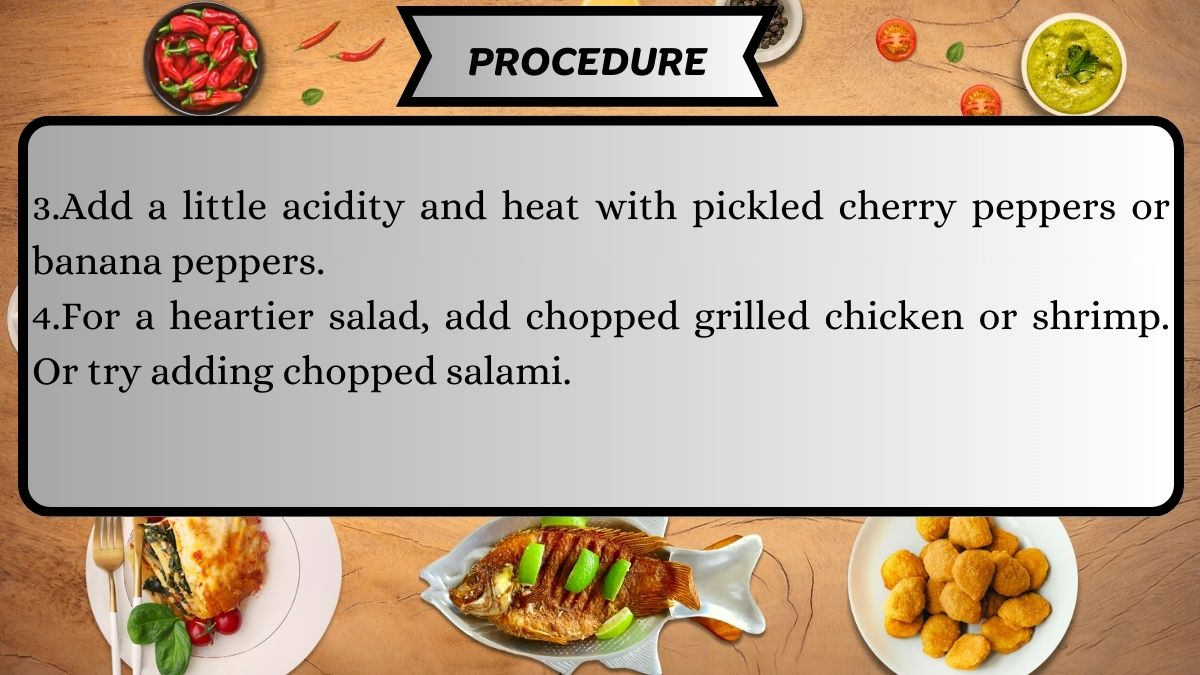 PROCEDURE
3.Add a little acidity and heat with pickled cherry peppers or
banana peppers.
4.For a heartier salad, add chopped grilled chicken or shrimp.
Or try adding chopped salami.